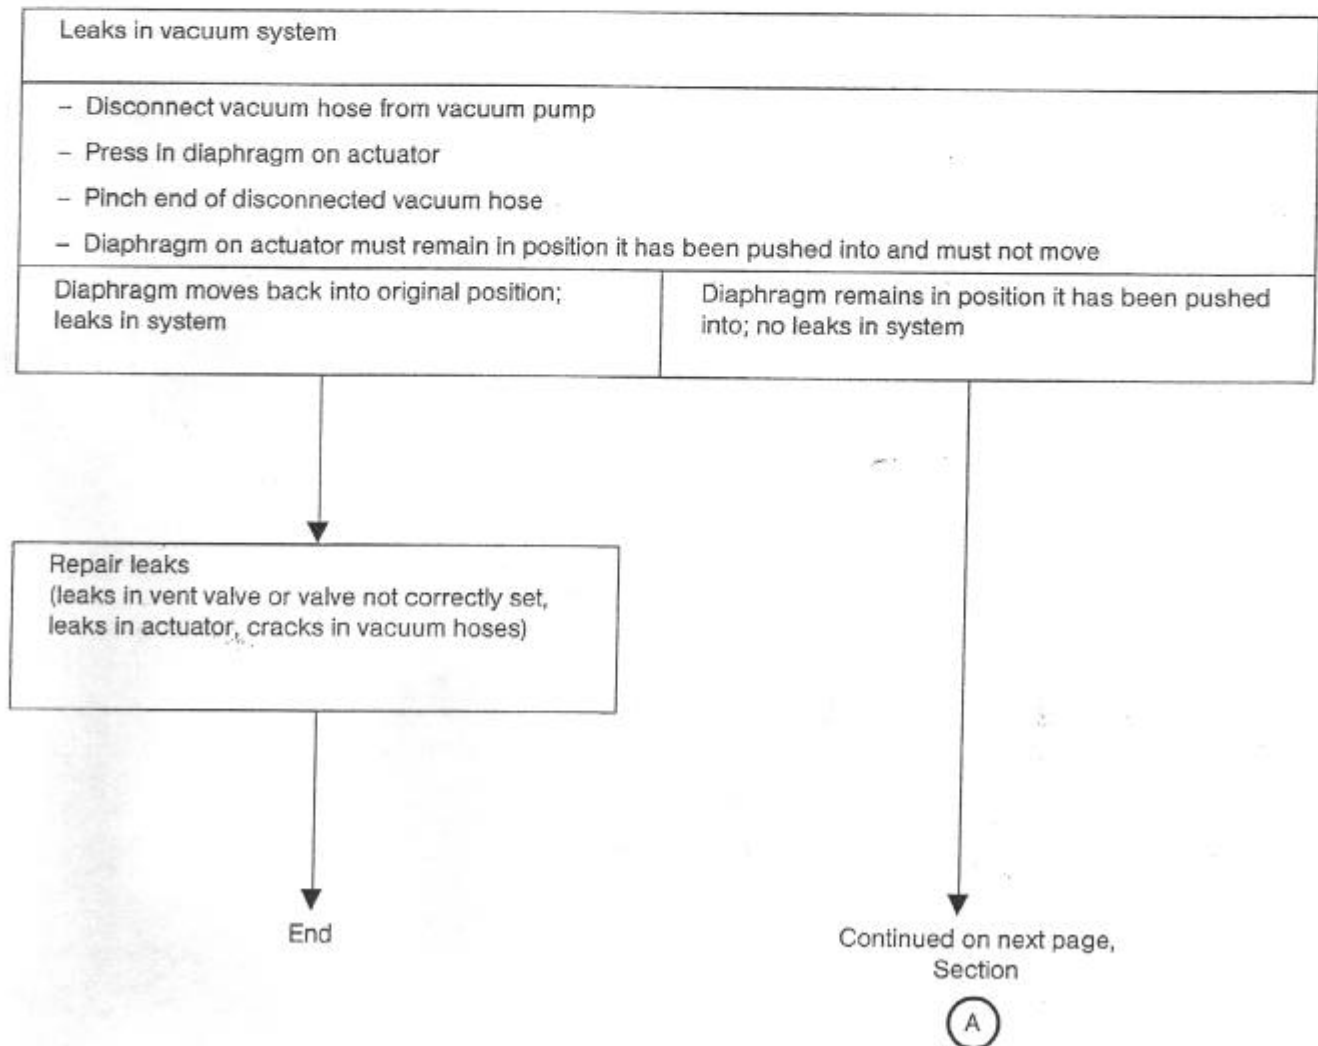 Leaks in vacuum system
– Disconnect vacuum hose from vacuum pump
– Press in diaphragm on actuator
– Pinch end of disconnected vacuum hose
– Diaphragm on actuator must remain in position it has been pushed into and must not move
Diaphragm moves back into original position;
leaks in system
Diaphragm remains in position it has been pushed
into; no leaks in system
Repair leaks
(leaks in vent valve or valve not correctly set,
leaks in actuator, cracks in vacuum hoses)
End
Continued on next page,
Section
A